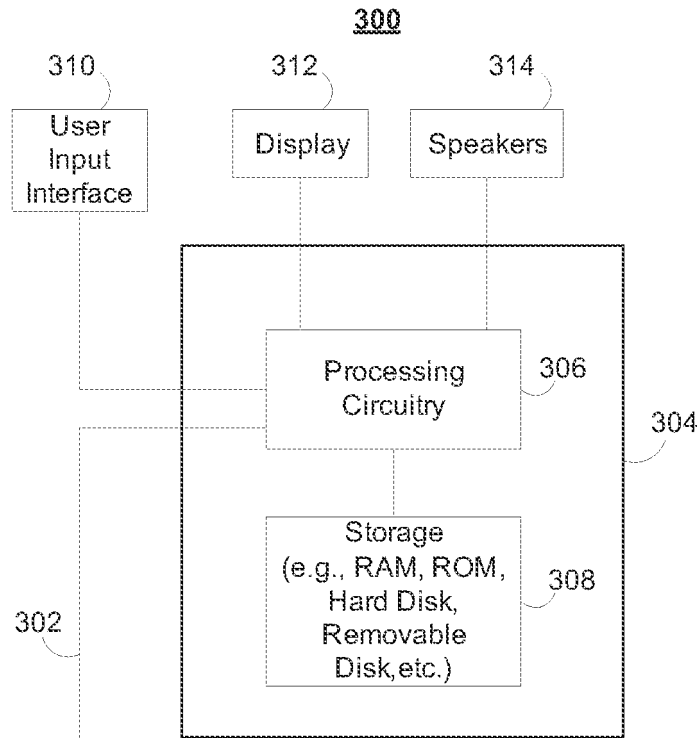 300
310
312
314
User
Input
Interface
Display
Speakers
Processing
Circuitry
306
304
Storage
(e.g., RAM, ROM,
Hard Disk,
Removable
Disk,etc.)
308
302